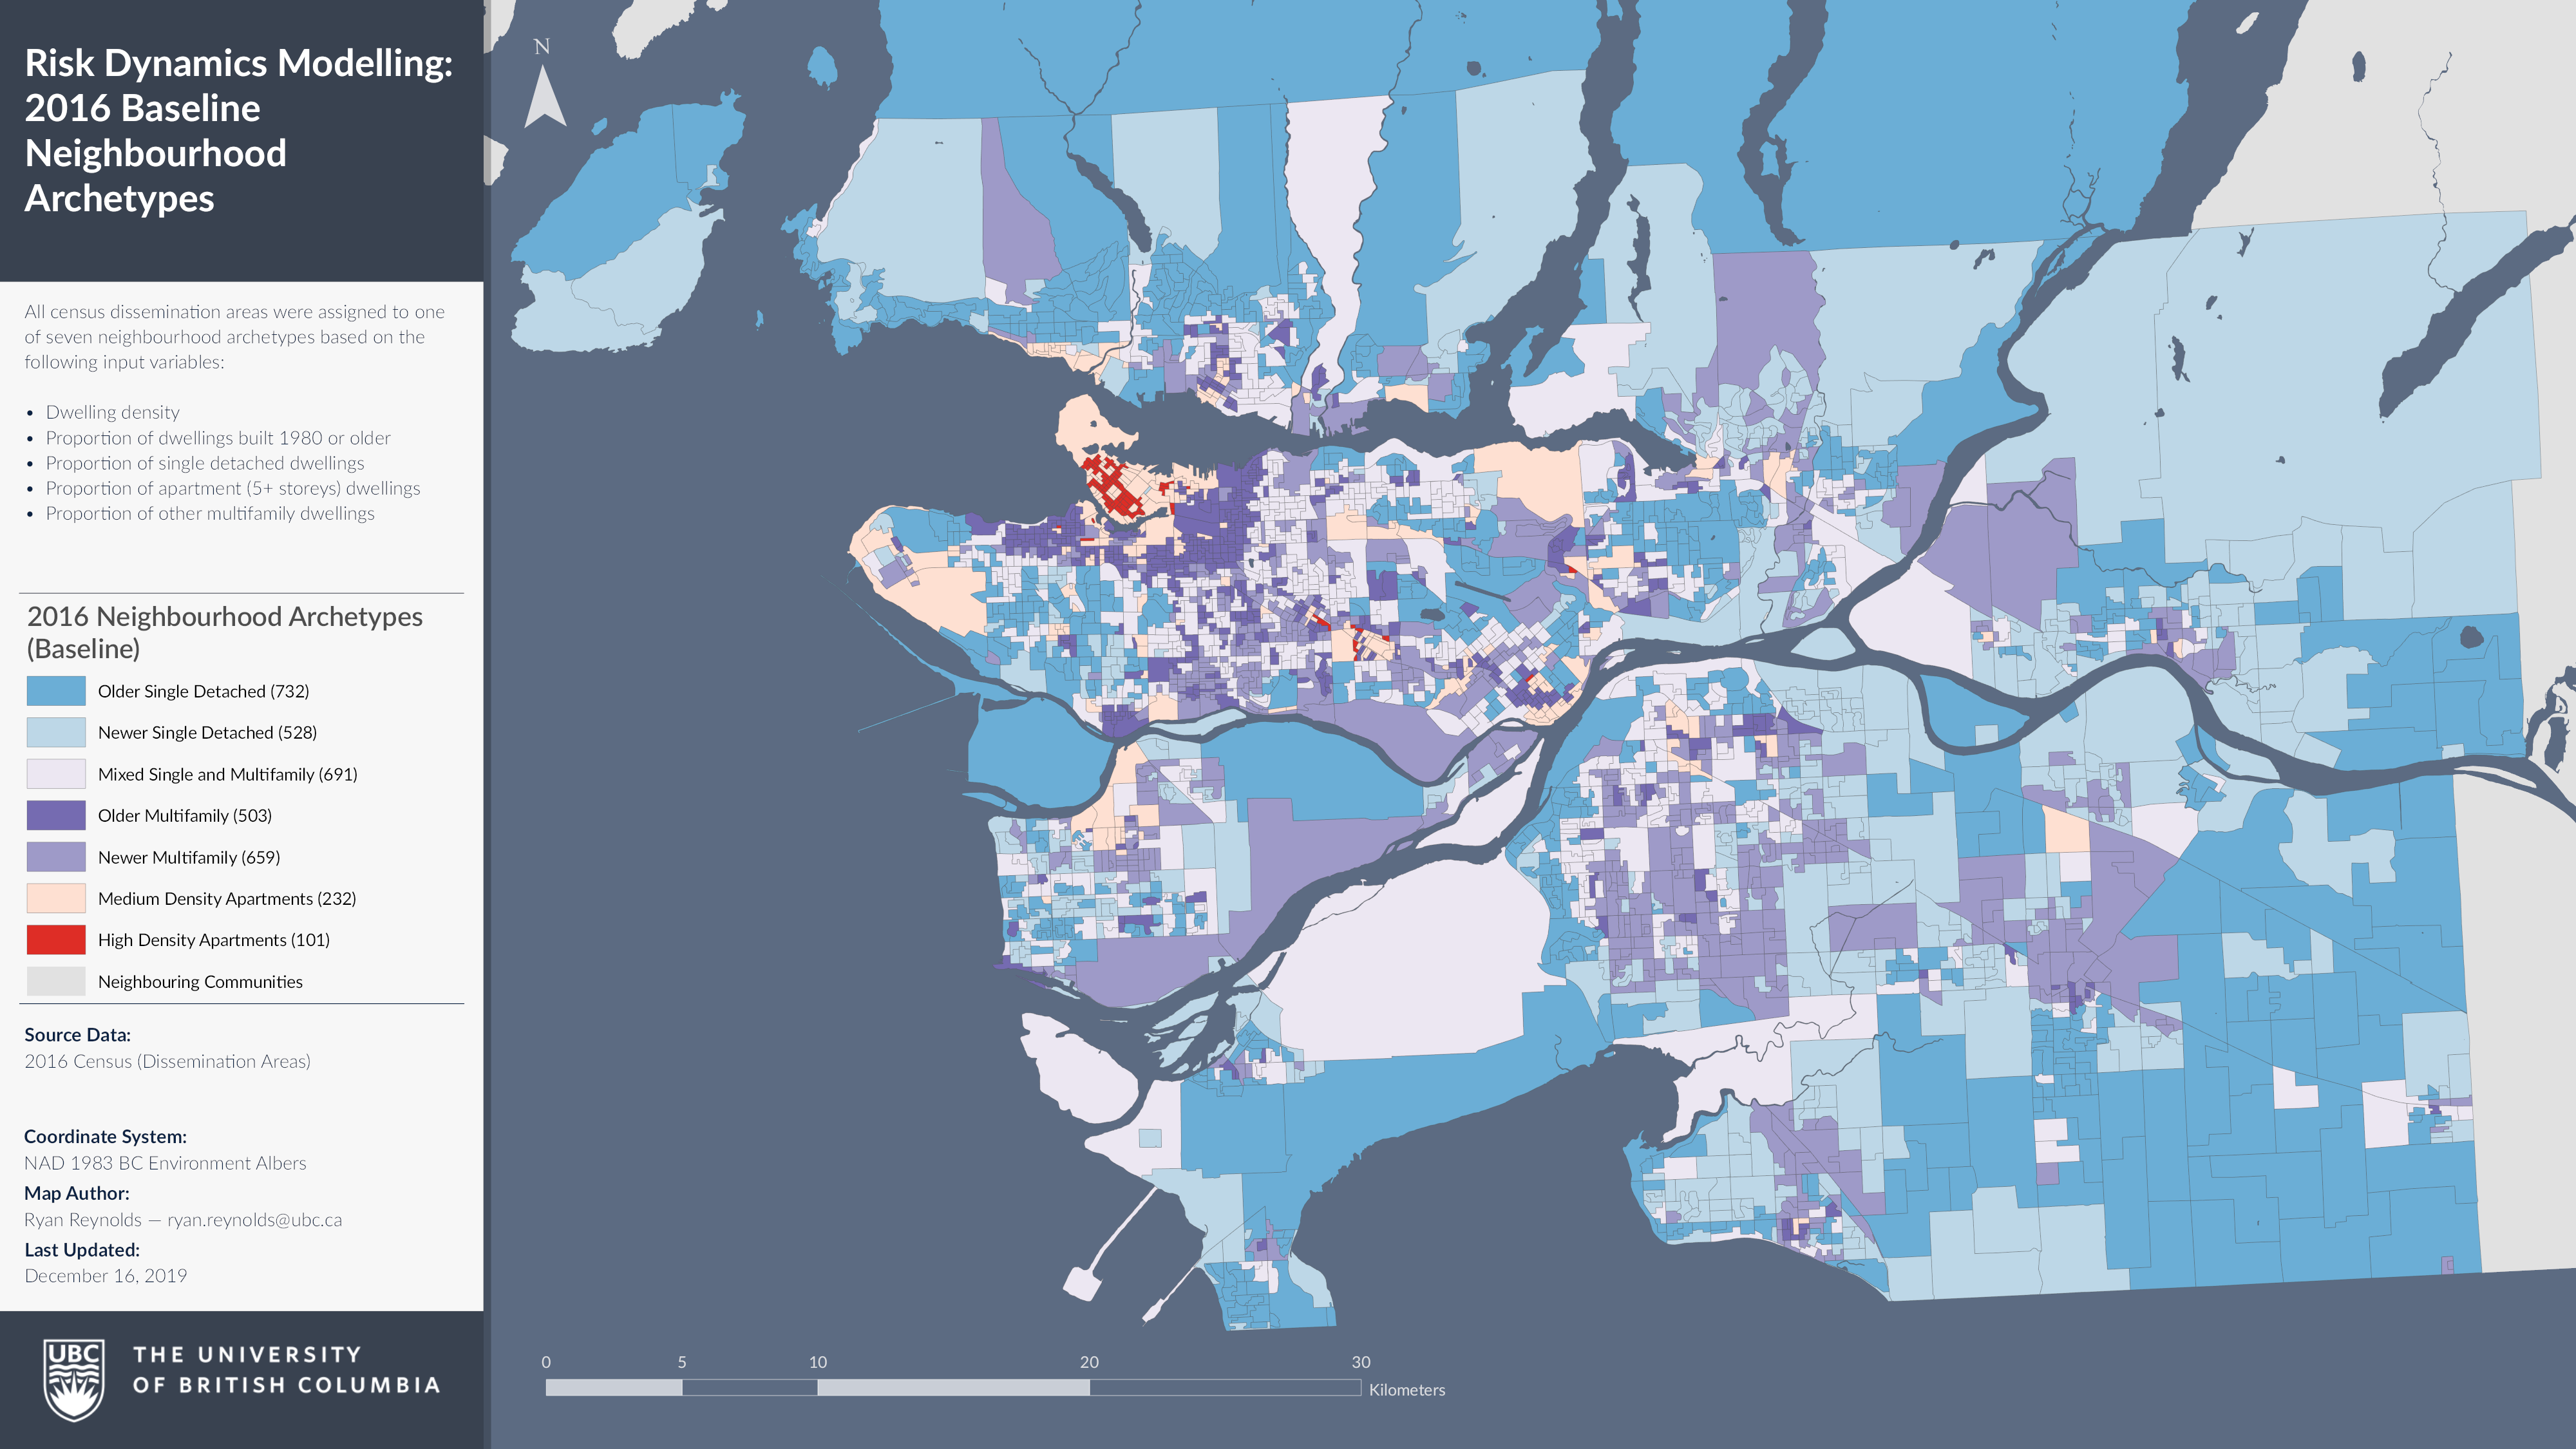 Risk Dynamics Modelling:
2016 Baseline
Neighbourhood
Archetypes
All census dissemination areas were assigned to one
of seven neighbourhood archetypes based on the
following input variables:
• Dwelling density
• Proportion of dwellings built 1980 or older
• Proportion of single detached dwellings
• Proportion of apartment (5+ storeys) dwellings
• Proportion of other multifamily dwellings
2016 Neighbourhood Archetypes
(Baseline)
Older Single Detached (732)
Newer Single Detached (528)
Mixed Single and Multifamily (691)
Older Multifamily (503)
Newer Multifamily (659)
Medium Density Apartments (232)
High Density Apartments (101)
Neighbouring Communities
Source Data:
2016 Census (Dissemination Areas)
Coordinate System:
NAD 1983 BC Environment Albers
Map Author:
Ryan Reynolds — ryan.reynolds@ubc.ca
Last Updated:
December 16, 2019
UBC
THE UNIVERSITY
OF BRITISH COLUMBIA
N
0 5 10 20 30
Kilometers